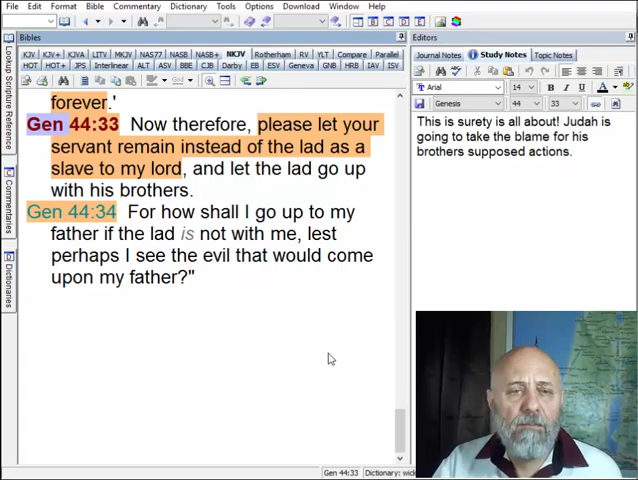 File Edit Format View Book Bible Commentary Dictionary Tools Options Download Window Help
Bibles
Editors
KJV KJV+ KJVA LITV MKJV NAS77 NASB NASB+ NKJV Rotherham RV YLT Compare Parallel
HOT HOT+ JPS Interlinear ALT ASV BBE CJB Darby EB ESV Geneva GNB HRB IAV ISV
Journal Notes Study Notes Topic Notes
Arial 14 B I U A
Genesis 44 33
Lookup Scripture Reference
Commentaries
Dictionaries
forever.'
Gen 44:33 Now therefore, please let your
servant remain instead of the lad as a
slave to my lord, and let the lad go up
with his brothers.
Gen 44:34 For how shall I go up to my
father if the lad is not with me, lest
perhaps I see the evil that would come
upon my father?"
This is surety is all about! Judah is
going to take the blame for his
brothers supposed actions.
Gen 44:33 Dictionary: